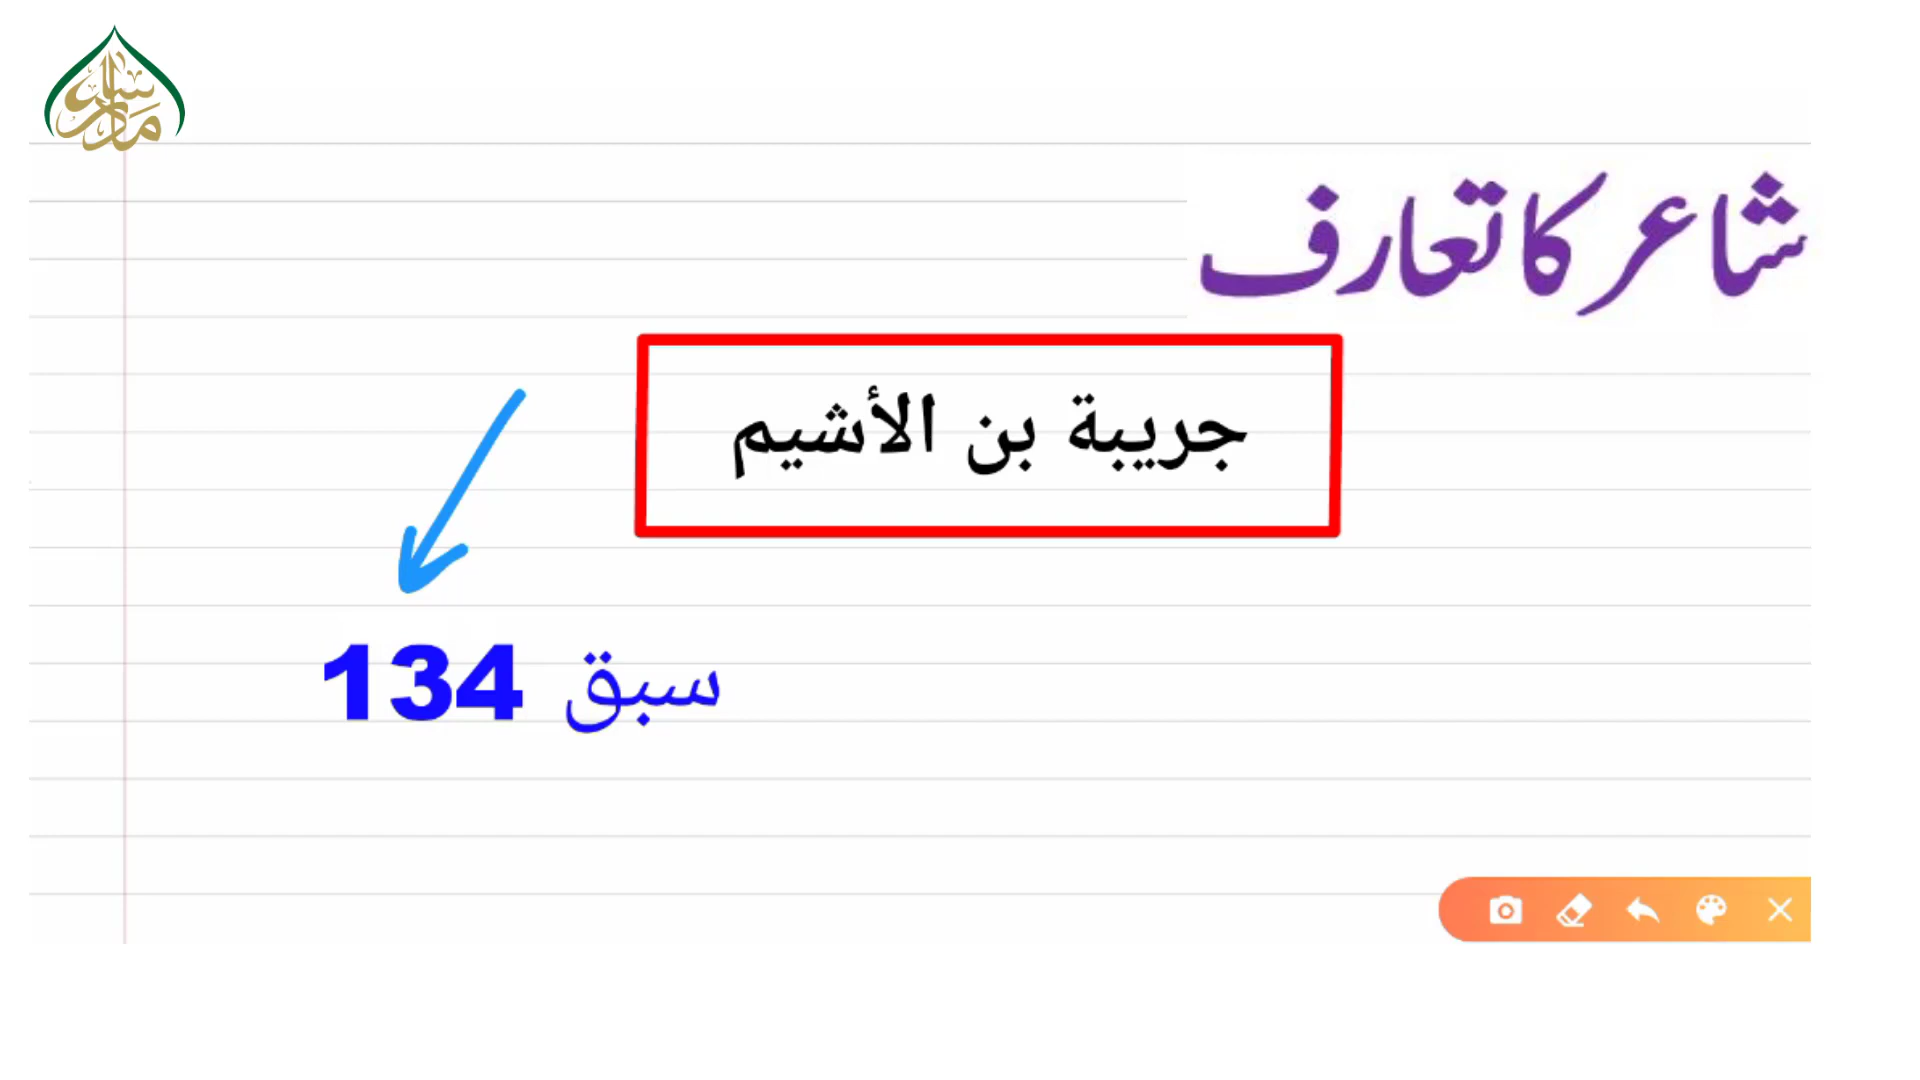 شاعر کا تعارف
جريبة بن الأشيم
سبق 134